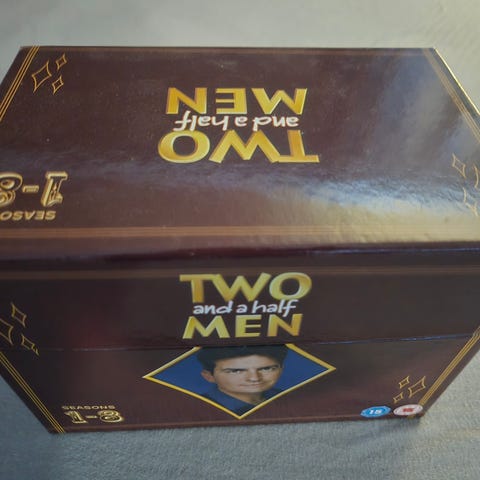 TWO
and a half
MEN
1-8
SEASONS
TWO
and a half
MEN
SEASONS
1-8
15